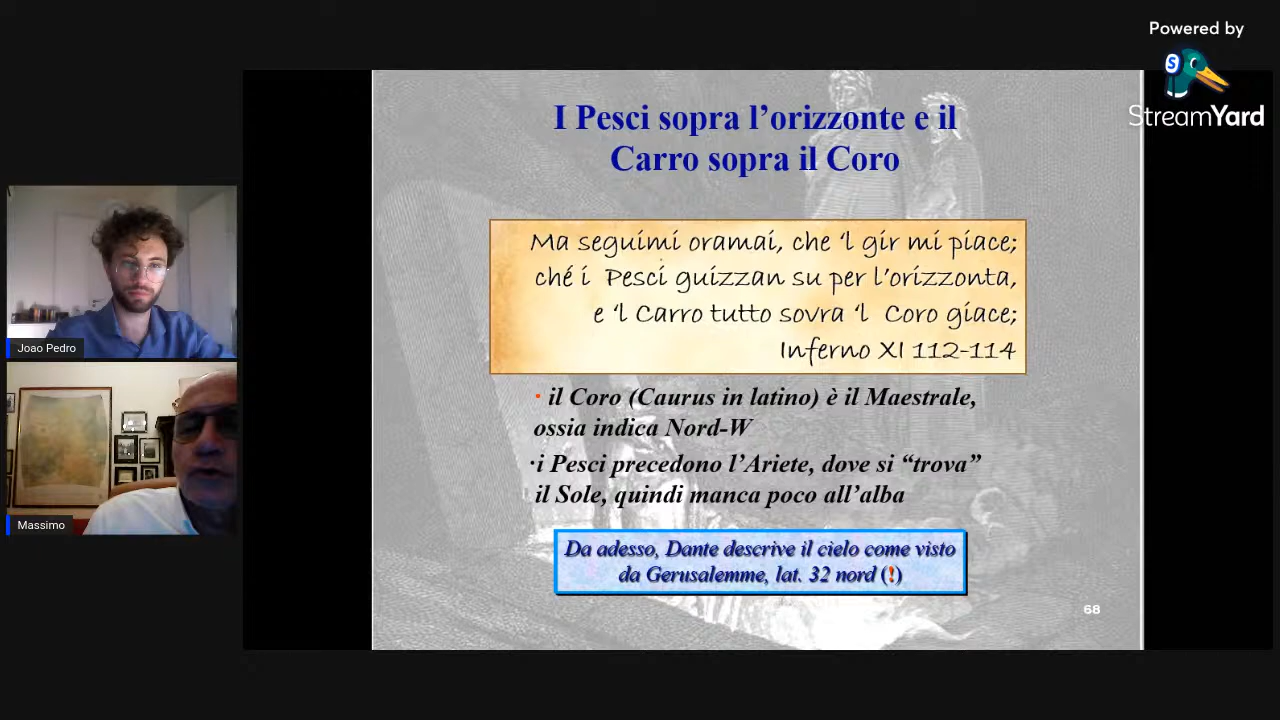 Powered by
StreamYard
I Pesci sopra l’orizzonte e il
Carro sopra il Coro
Ma seguimi oramai, che ‘l gir mi piace;
ché i Pesci guizzan su per l’orizzonta,
e ‘l Carro tutto sovra ‘l Coro giace;
Inferno XI 112-114
· il Coro (Caurus in latino) è il Maestrale,
ossia indica Nord-W
·i Pesci precedono l’Ariete, dove si “trova”
il Sole, quindi manca poco all’alba
Da adesso, Dante descrive il cielo come visto
da Gerusalemme, lat. 32 nord (!)
68
Joao Pedro
Massimo